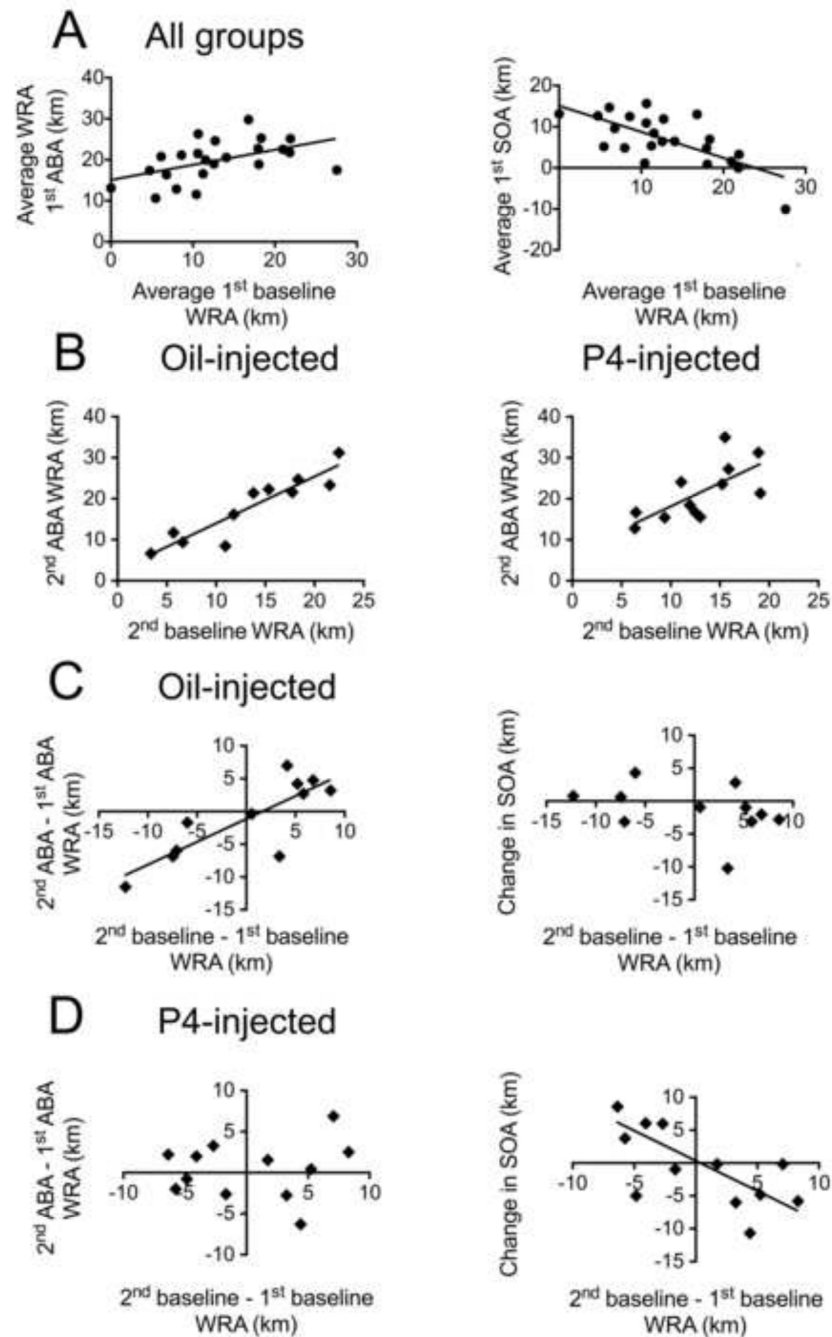 A
All groups
Average WRA
1st ABA (km)
40
30
20
10
0
0
10
20
30
Average 1st baseline
WRA (km)
Average 1st SOA (km)
20
10
0
-10
-20
10
20
30
Average 1st baseline
WRA (km)
B
Oil-injected
2nd ABA WRA (km)
40
30
20
10
0
0
5
10
15
20
25
2nd baseline WRA (km)
P4-injected
2nd ABA WRA (km)
40
30
20
10
0
0
5
10
15
20
25
2nd baseline WRA (km)
C
Oil-injected
2nd ABA - 1st ABA
WRA (km)
10
5
-15
-10
-5
5
10
-5
-10
-15
2nd baseline - 1st baseline
WRA (km)
Change in SOA (km)
10
5
-15
-10
-5
5
10
-5
-10
-15
2nd baseline - 1st baseline
WRA (km)
D
P4-injected
2nd ABA - 1st ABA
WRA (km)
10
5
-10
-5
5
10
-5
-10
2nd baseline - 1st baseline
WRA (km)
Change in SOA (km)
10
5
-10
-5
5
10
-5
-10
-15
2nd baseline - 1st baseline
WRA (km)